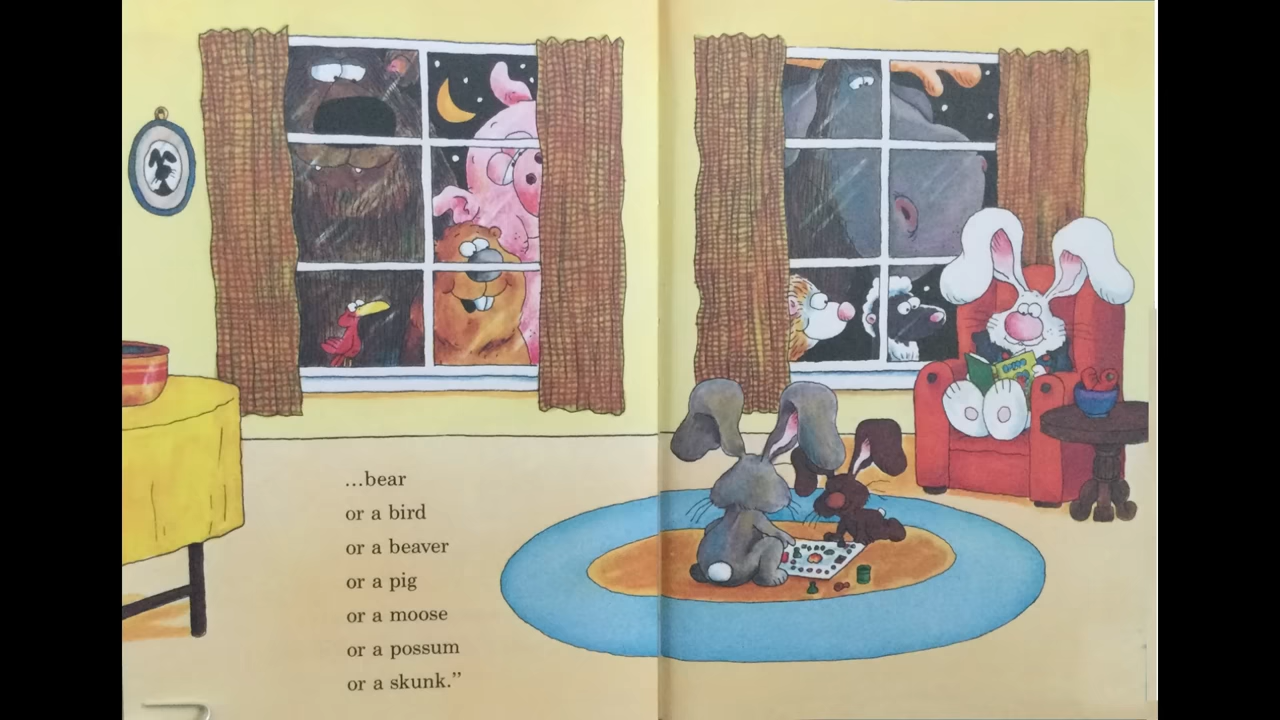 ...bear
or a bird
or a beaver
or a pig
or a moose
or a possum
or a skunk.”